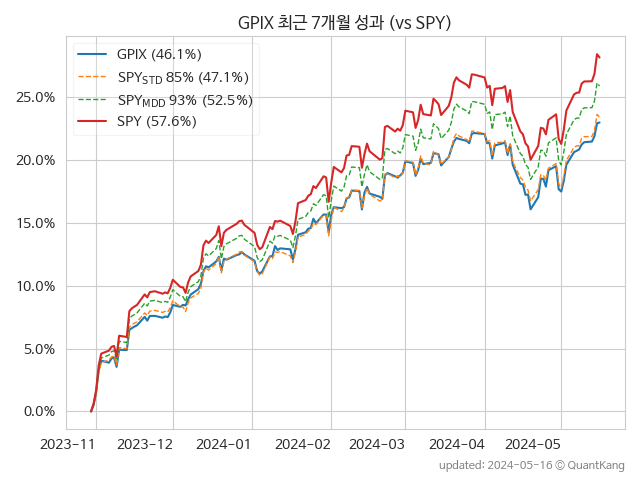 GPIX 최근 7개월 성과 (vs SPY)
GPIX (46.1%)
SPY_STD 85% (47.1%)
SPY_MDD 93% (52.5%)
SPY (57.6%)
25.0%
20.0%
15.0%
10.0%
5.0%
0.0%
2023-11 2023-12 2024-01 2024-02 2024-03 2024-04 2024-05
updated: 2024-05-16 © QuantKang